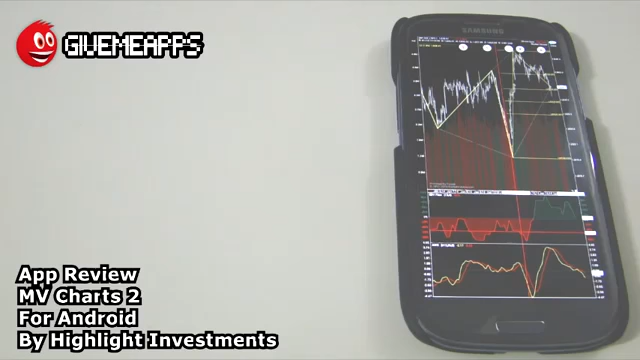 GIVEMEAPPS
SAMSUNG
App Review
MV Charts 2
For Android
By Highlight Investments